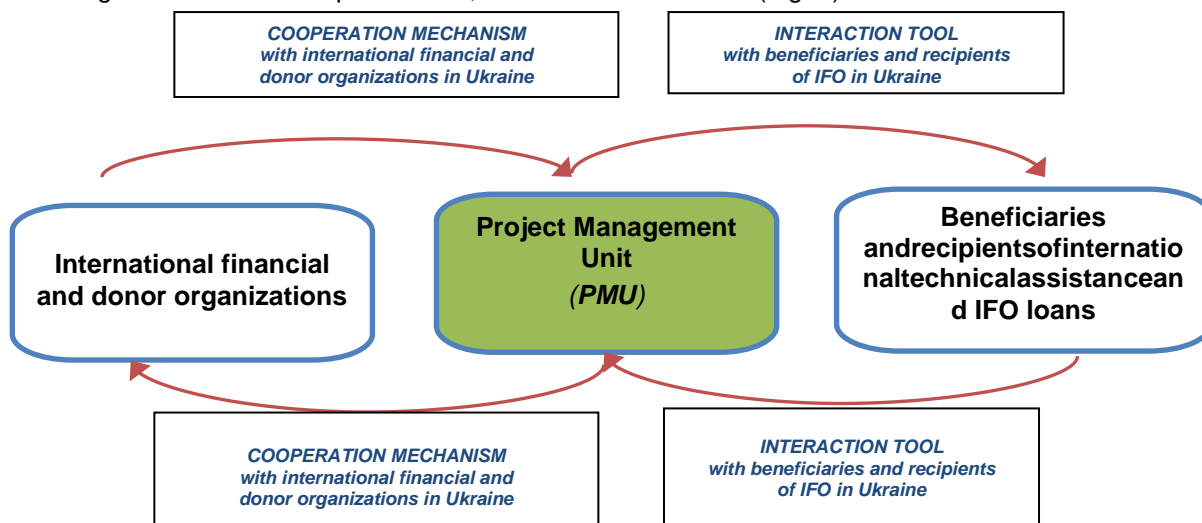 COOPERATION MECHANISM
with international financial and
donor organizations in Ukraine
INTERACTION TOOL
with beneficiaries and recipients
of IFO in Ukraine
International financial
and donor organizations
Project Management
Unit
(PMU)
Beneficiaries
andrecipientsofinternatio
naltechnicalassistancean
d IFO loans
COOPERATION MECHANISM
with international financial and
donor organizations in Ukraine
INTERACTION TOOL
with beneficiaries and recipients
of IFO in Ukraine